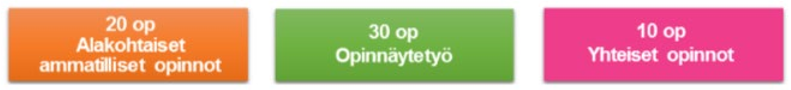 20 op
Alakohtaiset
ammatilliset opinnot
30 op
Opinnäytetyö
10 op
Yhteiset opinnot